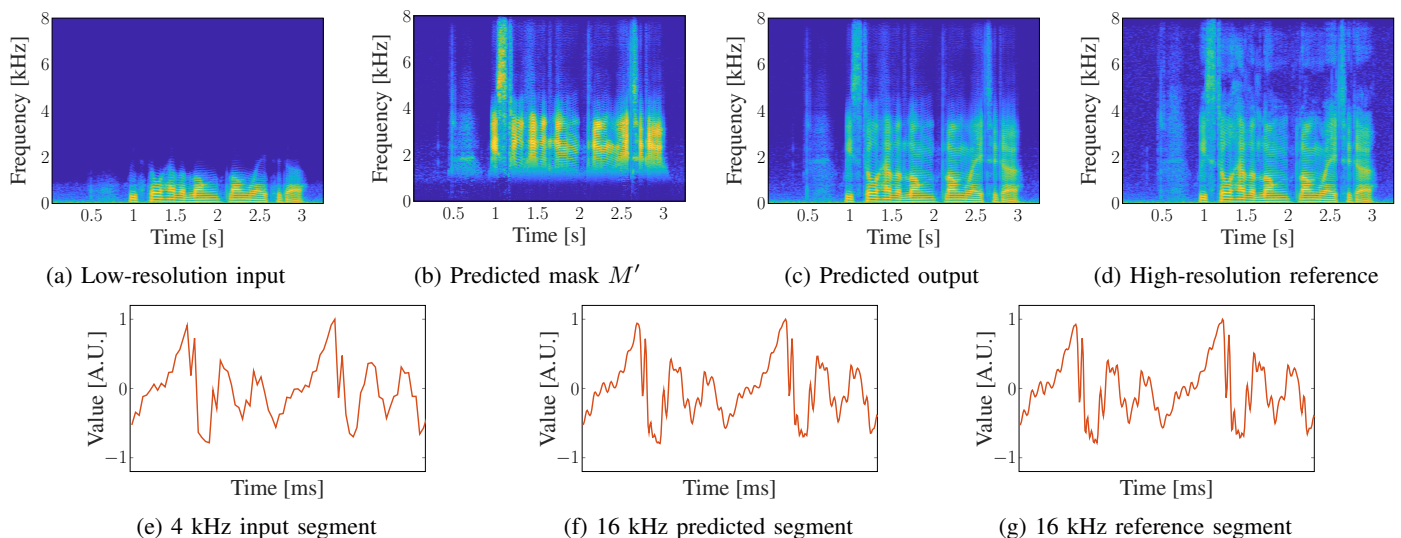 8
6
4
2
0
Frequency [kHz]
0.5 1 1.5 2 2.5 3
Time [s]
(a) Low-resolution input
8
6
4
2
0
Frequency [kHz]
0.5 1 1.5 2 2.5 3
Time [s]
(b) Predicted mask M′
8
6
4
2
0
Frequency [kHz]
0.5 1 1.5 2 2.5 3
Time [s]
(c) Predicted output
8
6
4
2
0
Frequency [kHz]
0.5 1 1.5 2 2.5 3
Time [s]
(d) High-resolution reference
1
0
−1
Value [A.U.]
Time [ms]
(e) 4 kHz input segment
1
0
−1
Value [A.U.]
Time [ms]
(f) 16 kHz predicted segment
1
0
−1
Value [A.U.]
Time [ms]
(g) 16 kHz reference segment